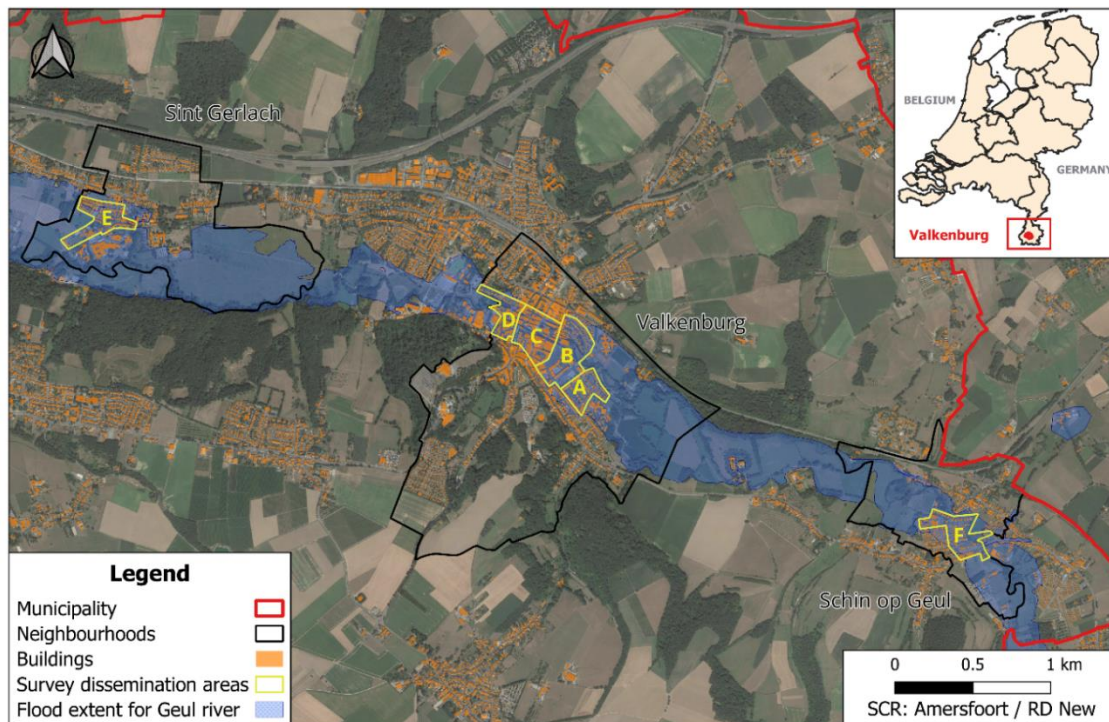 Sint Gerlach
BELGIUM
GERMANY
Valkenburg
E
D
C
B
A
Valkenburg
F
Schin op Geul
Legend
Municipality
Neighbourhoods
Buildings
Survey dissemination areas
Flood extent for Geul river
0 0.5 1 km
SCR: Amersfoort / RD New